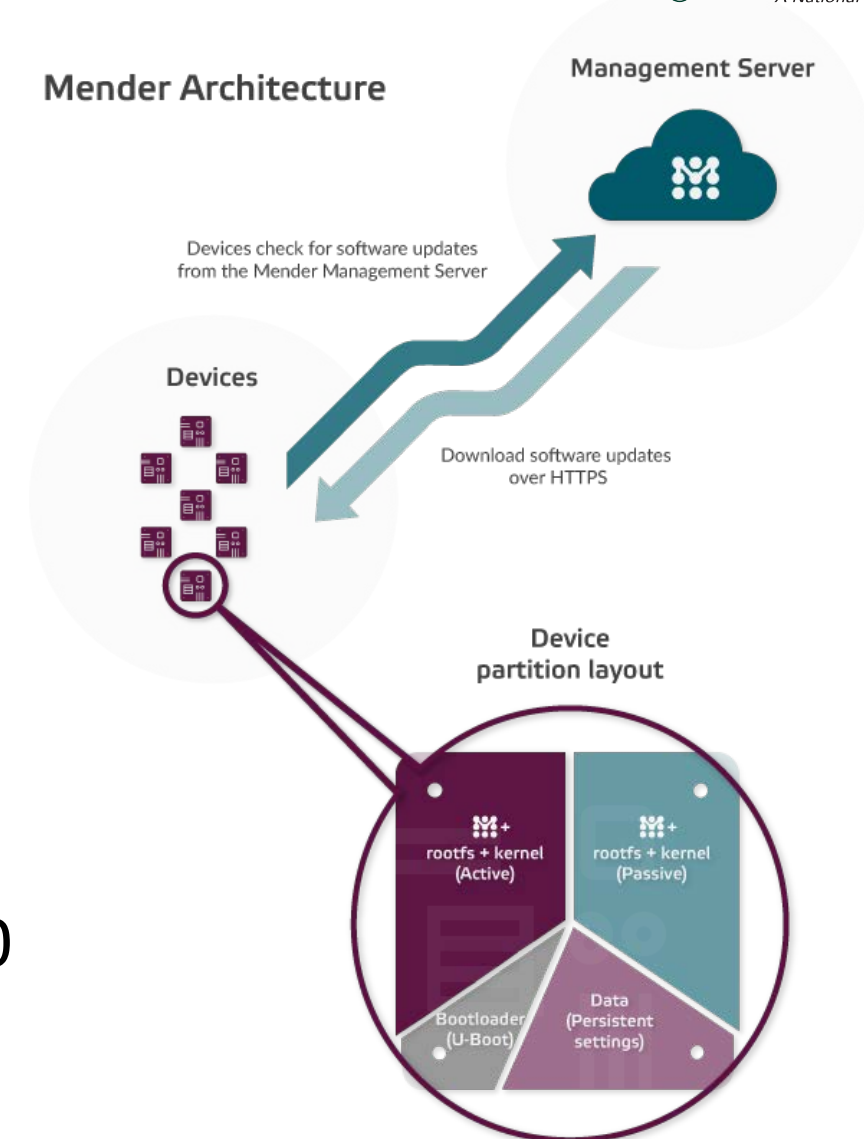 A National
Mender Architecture
Management Server
Devices check for software updates
from the Mender Management Server
Devices
Download software updates
over HTTPS
Device
partition layout
+
rootfs + kernel
(Active)
+
rootfs + kernel
(Passive)
Bootloader
(U-Boot)
Data
(Persistent
settings)